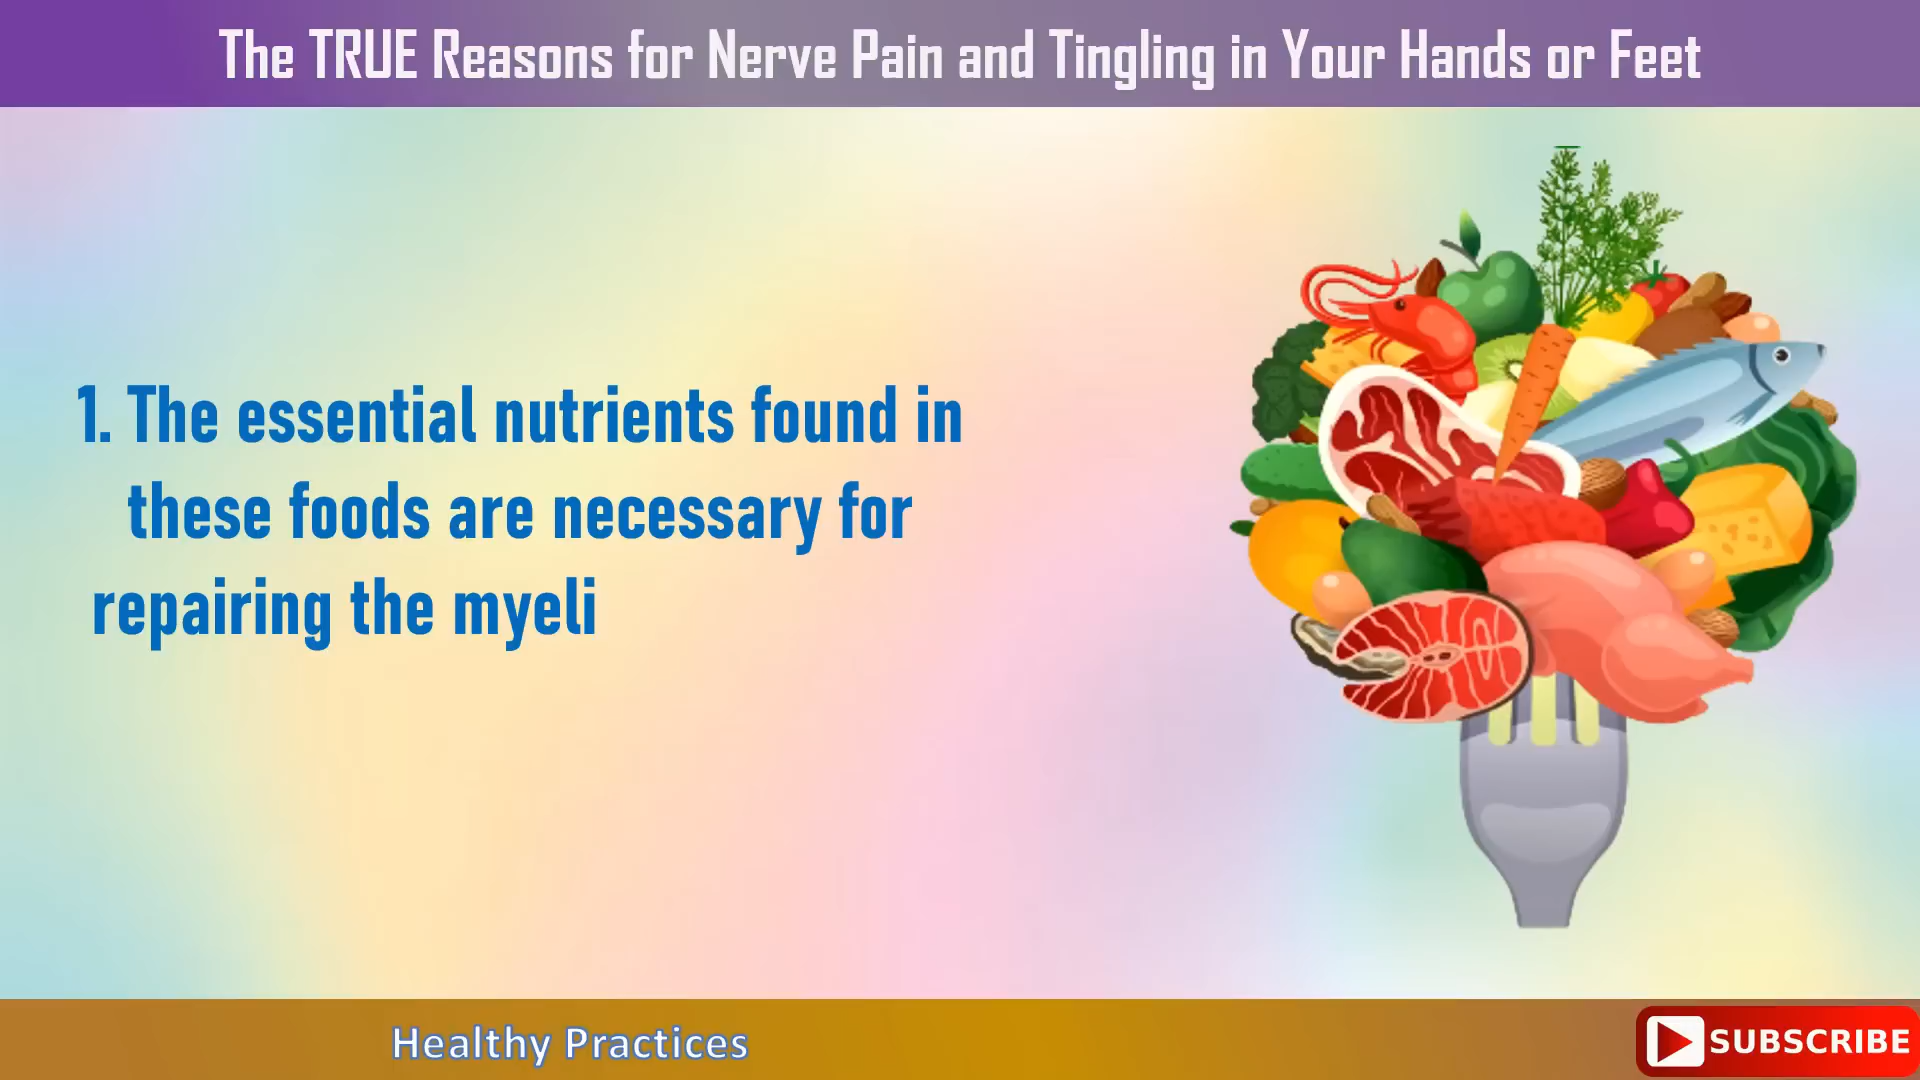 The TRUE Reasons for Nerve Pain and Tingling in Your Hands or Feet
1. The essential nutrients found in
these foods are necessary for
repairing the myeli
Healthy Practices
SUBSCRIBE